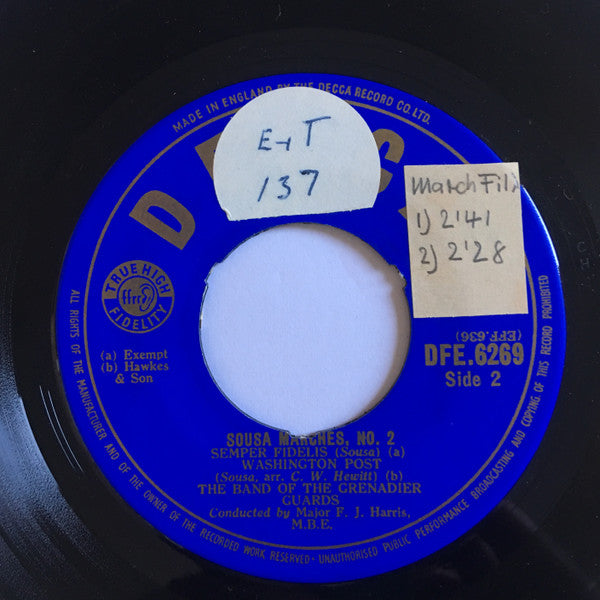 MADE IN ENGLAND BY THE DECCA RECORD CO. LTD.
D
E+T
137
March
1) 2'41
2) 2'28
TRUE HIGH
ffrr
FIDELITY
(a) Exempt
(b) Hawkes
& Son
(EFF.636)
DFE.6269
Side 2
SOUSA MARCHES, NO. 2
SEMPER FIDELIS (Sousa) (a)
WASHINGTON POST
(Sousa, arr. C. W. Hewitt) (b)
THE BAND OF THE GRENADIER
GUARDS
Conducted by Major F. J. Harris,
M.B.E.
ALL RIGHTS OF THE MANUFACTURER AND OF THE OWNER OF THE RECORDED WORK RESERVED - UNAUTHORISED PUBLIC PERFORMANCE BROADCASTING AND COPYING OF THIS RECORD PROHIBITED